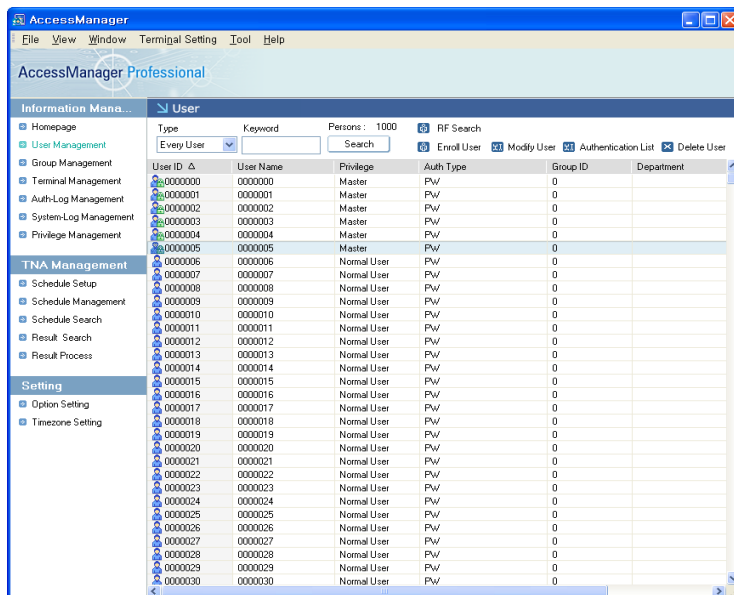 AccessManager
File View Window Terminal Setting Tool Help
AccessManager Professional
Information Mana...
Homepage
User Management
Group Management
Terminal Management
Auth-Log Management
System-Log Management
Privilege Management
TNA Management
Schedule Setup
Schedule Management
Schedule Search
Result Search
Result Process
Setting
Option Setting
Timezone Setting
User
Type Keyword Persons : 1000 RF Search
Every User Search Enroll User Modify User Authentication List Delete User
User ID User Name Privilege Auth Type Group ID Department
0000000 0000000 Master PW 0
0000001 0000001 Master PW 0
0000002 0000002 Master PW 0
0000003 0000003 Master PW 0
0000004 0000004 Master PW 0
0000005 0000005 Master PW 0
0000006 0000006 Normal User PW 0
0000007 0000007 Normal User PW 0
0000008 0000008 Normal User PW 0
0000009 0000009 Normal User PW 0
0000010 0000010 Normal User PW 0
0000011 0000011 Normal User PW 0
0000012 0000012 Normal User PW 0
0000013 0000013 Normal User PW 0
0000014 0000014 Normal User PW 0
0000015 0000015 Normal User PW 0
0000016 0000016 Normal User PW 0
0000017 0000017 Normal User PW 0
0000018 0000018 Normal User PW 0
0000019 0000019 Normal User PW 0
0000020 0000020 Normal User PW 0
0000021 0000021 Normal User PW 0
0000022 0000022 Normal User PW 0
0000023 0000023 Normal User PW 0
0000024 0000024 Normal User PW 0
0000025 0000025 Normal User PW 0
0000026 0000026 Normal User PW 0
0000027 0000027 Normal User PW 0
0000028 0000028 Normal User PW 0
0000029 0000029 Normal User PW 0
0000030 0000030 Normal User PW 0